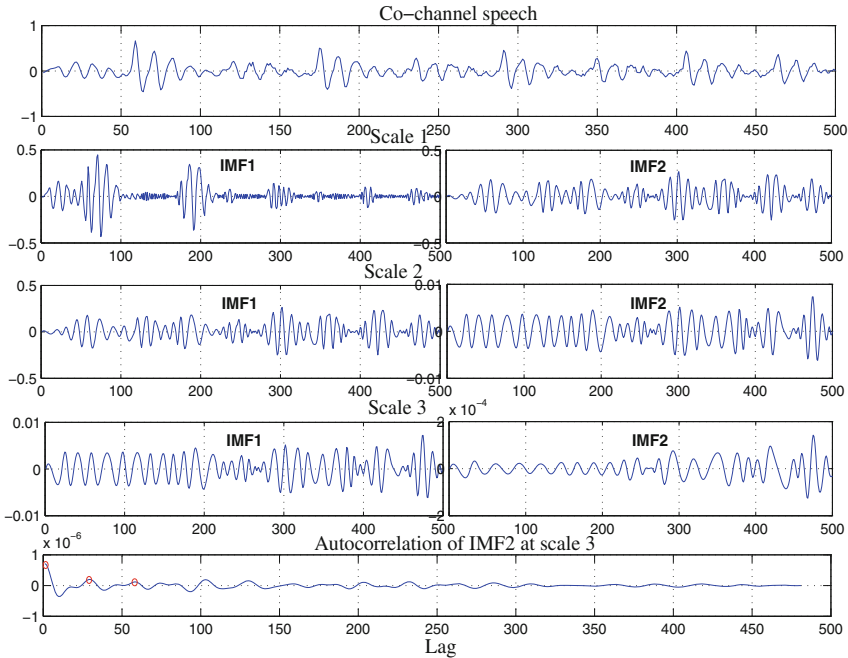 Co−channel speech
1
0
−1
0 50 100 150 200 250 300 350 400 450 500
Scale 1
0.5 IMF1 0.5 IMF2
0 0
−0.5 −0.5
0 100 200 300 400 500 0 100 200 300 400 500
Scale 2
0.5 IMF1 0.01 IMF2
0 0
−0.5 −0.01
0 100 200 300 400 500 0 100 200 300 400 500
Scale 3 x 10−4
0.01 IMF1 2 IMF2
0 0
−0.01 −2
0 100 200 300 400 500 0 100 200 300 400 500
x 10−6 Autocorrelation of IMF2 at scale 3
1
0
−1
0 50 100 150 200 250 300 350 400 450 500
Lag